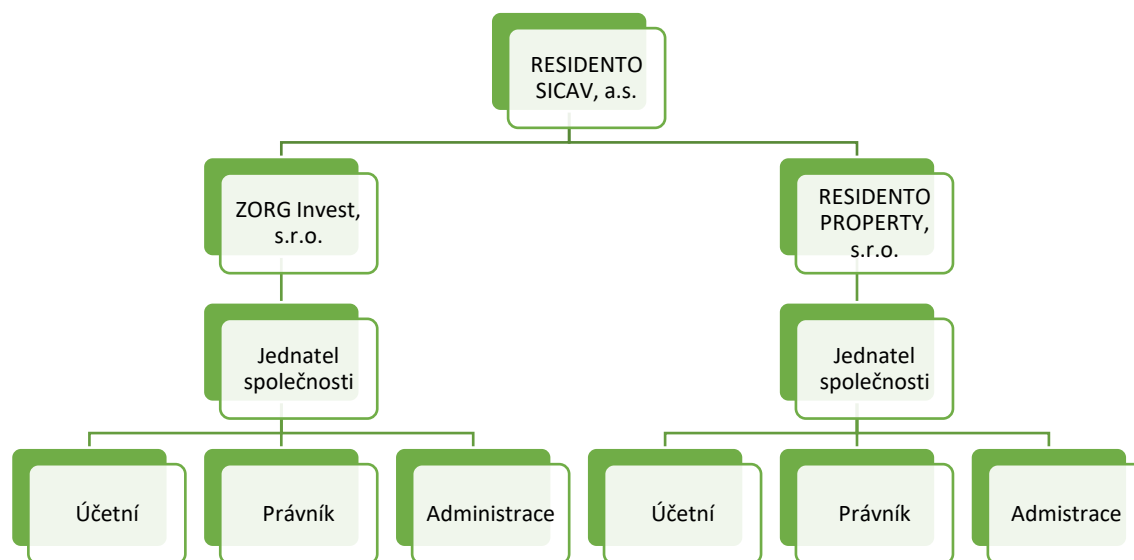 RESIDENTO
SICAV, a.s.
ZORG Invest,
s.r.o.
RESIDENTO
PROPERTY,
s.r.o.
Jednatel
společnosti
Jednatel
společnosti
Účetní
Právník
Administrace
Účetní
Právník
Admistrace